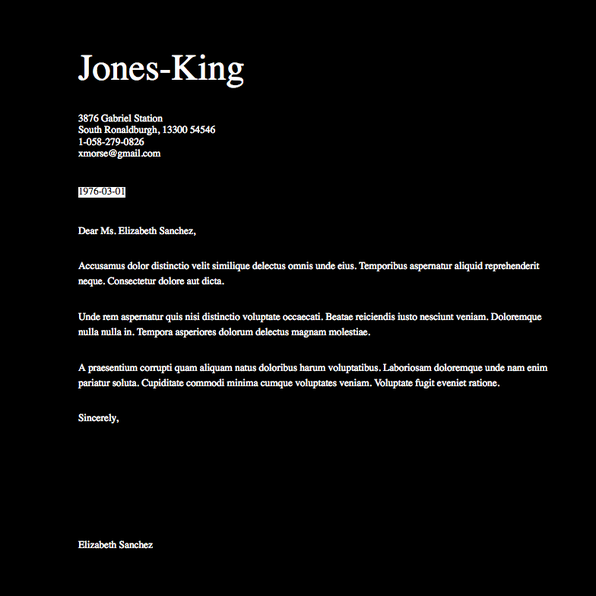 Jones-King
3876 Gabriel Station
South Ronaldburgh, 13300 54546
1-058-279-0826
xmorse@gmail.com
1976-03-01
Dear Ms. Elizabeth Sanchez,
Accusamus dolor distinctio velit similique delectus omnis unde eius. Temporibus aspernatur aliquid reprehenderit
neque. Consectetur dolore aut dicta.
Unde rem aspernatur quis nisi distinctio voluptate occaecati. Beatae reiciendis iusto nesciunt veniam. Doloremque
nulla nulla in. Tempora asperiores dolorum delectus magnam molestiae.
A praesentium corrupti quam aliquam natus doloribus harum voluptatibus. Laboriosam doloremque unde nam enim
pariatur soluta. Cupiditate commodi minima cumque voluptates veniam. Voluptate fugit eveniet ratione.
Sincerely,
Elizabeth Sanchez